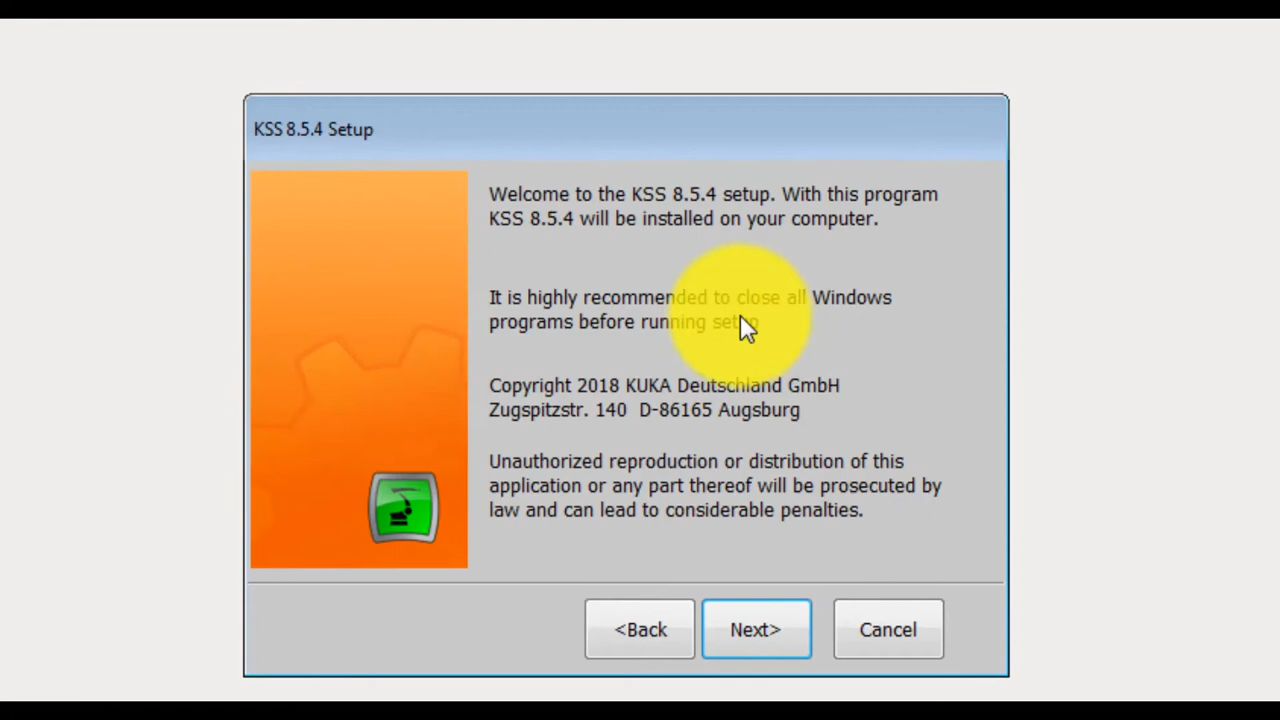 KSS 8.5.4 Setup
Welcome to the KSS 8.5.4 setup. With this program
KSS 8.5.4 will be installed on your computer.
It is highly recommended to close all Windows
programs before running setup
Copyright 2018 KUKA Deutschland GmbH
Zugspitzstr. 140 D-86165 Augsburg
Unauthorized reproduction or distribution of this
application or any part thereof will be prosecuted by
law and can lead to considerable penalties.
<Back Next> Cancel